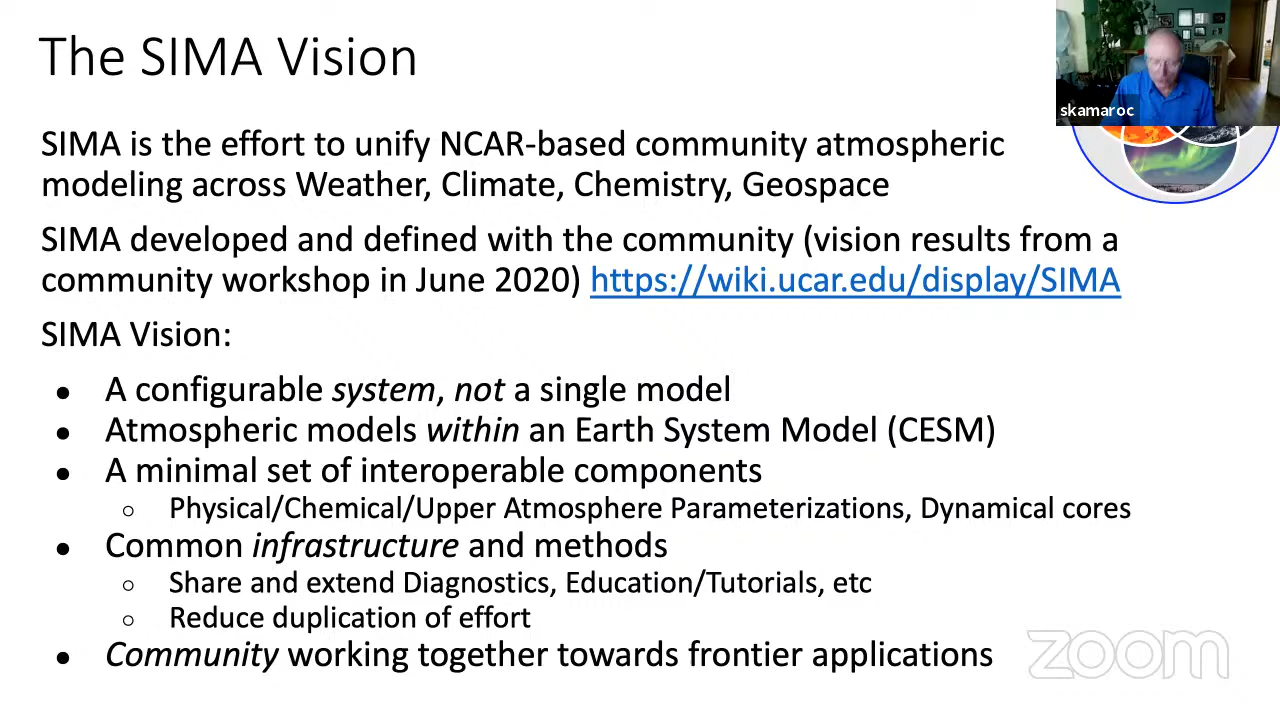 The SIMA Vision
skamaroc
SIMA is the effort to unify NCAR-based community atmospheric
modeling across Weather, Climate, Chemistry, Geospace
SIMA developed and defined with the community (vision results from a
community workshop in June 2020) https://wiki.ucar.edu/display/SIMA
SIMA Vision:
● A configurable system, not a single model
● Atmospheric models within an Earth System Model (CESM)
● A minimal set of interoperable components
○ Physical/Chemical/Upper Atmosphere Parameterizations, Dynamical cores
● Common infrastructure and methods
○ Share and extend Diagnostics, Education/Tutorials, etc
○ Reduce duplication of effort
● Community working together towards frontier applications
zoom